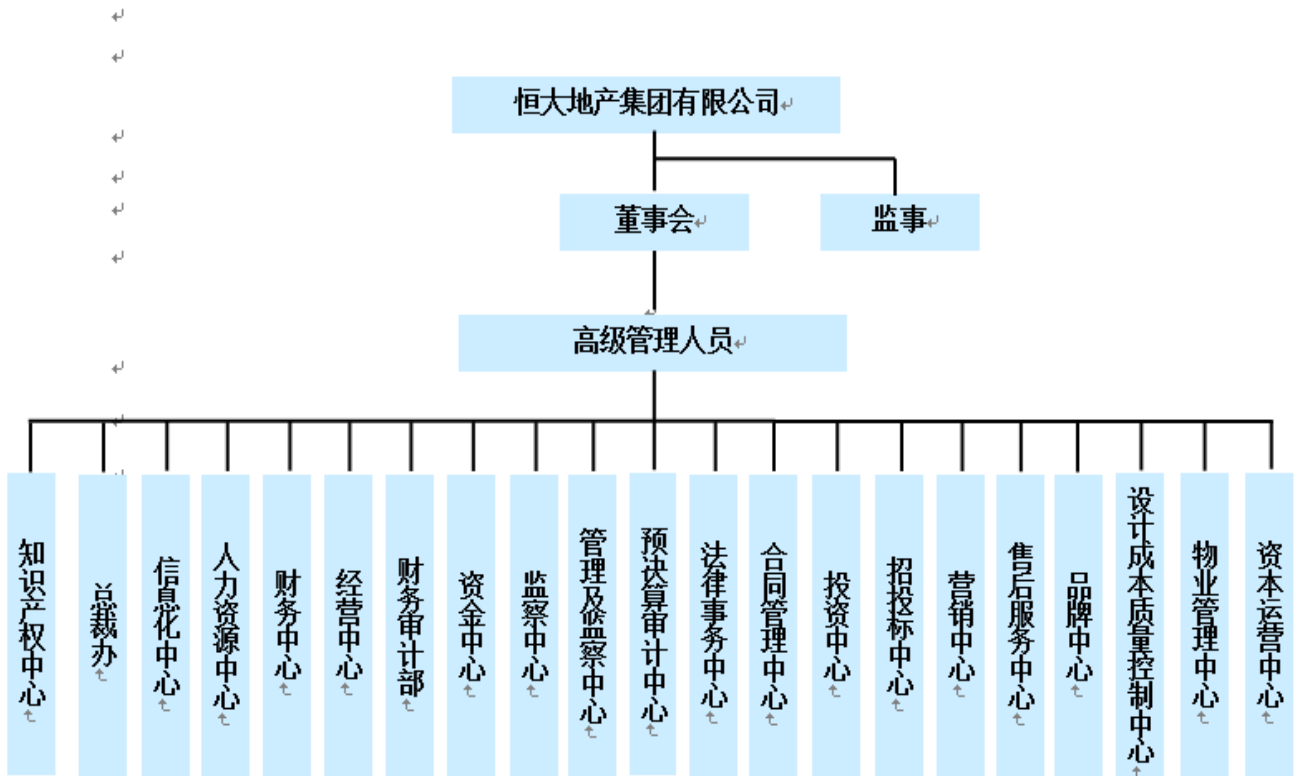 恒大地产集团有限公司
董事会
监事
高级管理人员
知识产权中心
总裁办
信息化中心
人力资源中心
财务中心
经营中心
财务审计部
资金中心
监察中心
管理及监察中心
预决算审计中心
法律事务中心
合同管理中心
投资中心
招投标中心
营销中心
售后服务中心
品牌中心
设计成本质量控制中心
物业管理中心
资本运营中心